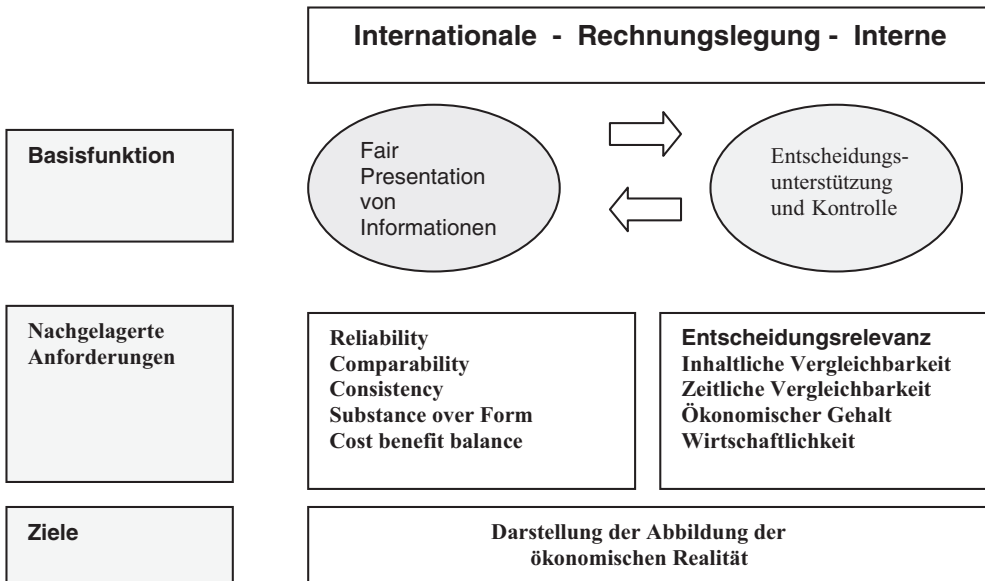 Internationale - Rechnungslegung - Interne
Basisfunktion
Fair
Presentation
von
Informationen
Entscheidungs-
unterstützung
und Kontrolle
Nachgelagerte
Anforderungen
Reliability
Comparability
Consistency
Substance over Form
Cost benefit balance
Entscheidungsrelevanz
Inhaltliche Vergleichbarkeit
Zeitliche Vergleichbarkeit
Ökonomischer Gehalt
Wirtschaftlichkeit
Ziele
Darstellung der Abbildung der
ökonomischen Realität